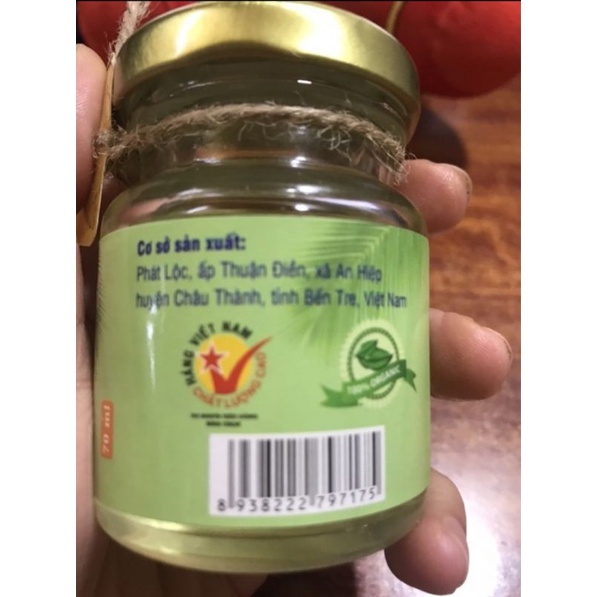 Cơ sở sản xuất:
Phát Lộc, ấp Thuận Điền, xã An Hiệp
huyện Châu Thành, tỉnh Bến Tre, Việt Nam
HÀNG VIỆT NAM
CHẤT LƯỢNG CAO
100% ORGANIC
70 ml
8 938222 797175